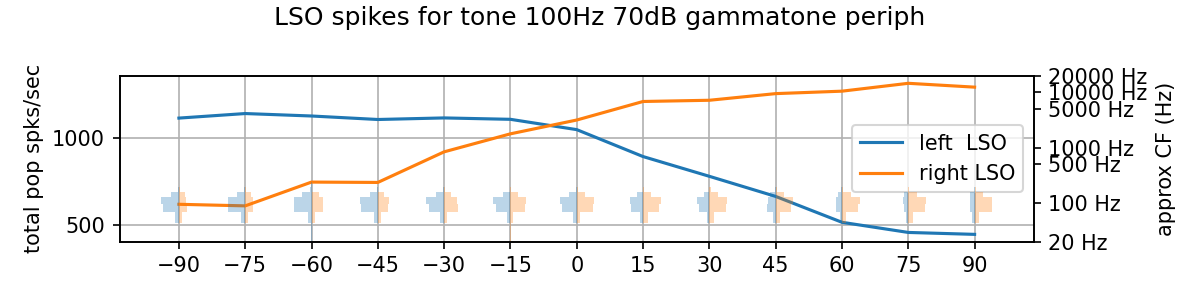 LSO spikes for tone 100Hz 70dB gammatone periph
total pop spks/sec
1000
500
20000 Hz
10000 Hz
5000 Hz
1000 Hz
500 Hz
100 Hz
20 Hz
approx CF (Hz)
left LSO
right LSO
−90 −75 −60 −45 −30 −15 0 15 30 45 60 75 90